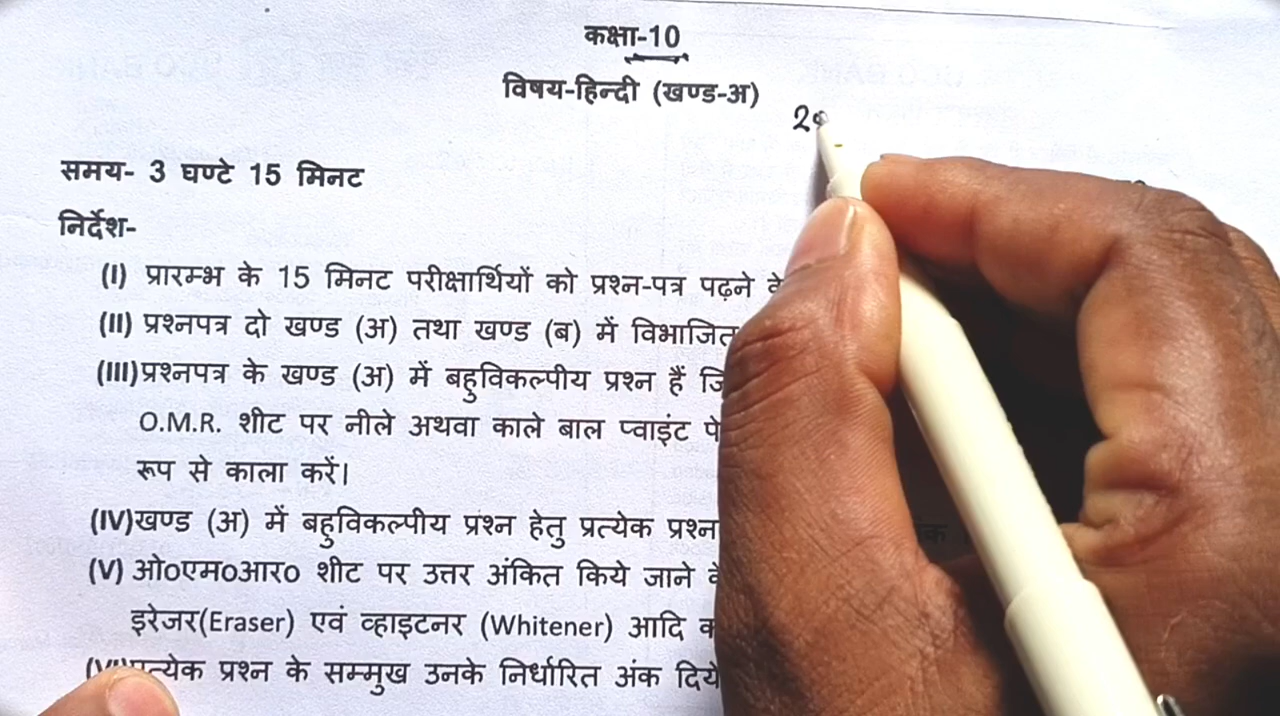 कक्षा-10
विषय-हिन्दी (खण्ड-अ)
समय- 3 घण्टे 15 मिनट
निर्देश-
(I) प्रारम्भ के 15 मिनट परीक्षार्थियों को प्रश्न-पत्र पढ़ने
(II) प्रश्नपत्र दो खण्ड (अ) तथा खण्ड (ब) में विभाजित
(III)प्रश्नपत्र के खण्ड (अ) में बहुविकल्पीय प्रश्न हैं
O.M.R. शीट पर नीले अथवा काले बाल प्वाइंट
रूप से काला करें।
(IV)खण्ड (अ) में बहुविकल्पीय प्रश्न हेतु प्रत्येक प्रश्न
(V) ओ०एम०आर० शीट पर उत्तर अंकित किये जाने
इरेजर(Eraser) एवं व्हाइटनर (Whitener) आदि
प्रत्येक प्रश्न के सम्मुख उनके निर्धारित अंक दिये